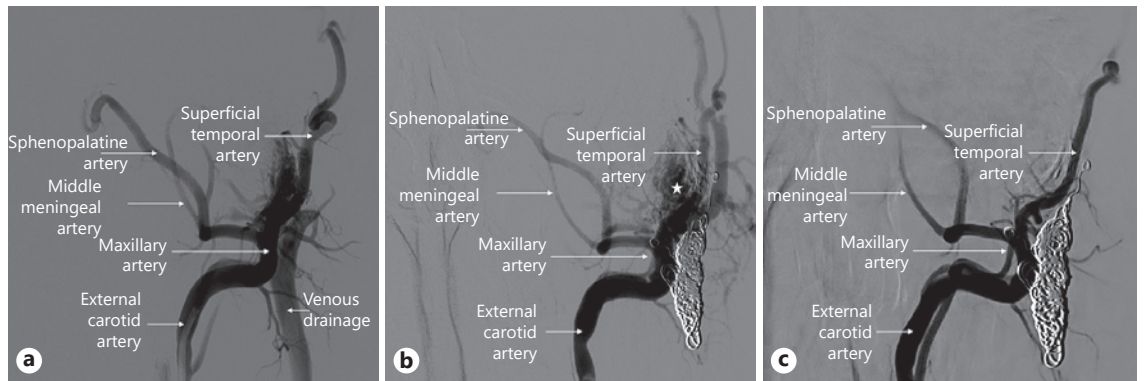 Sphenopalatine
artery
Superficial
temporal
artery
Middle
meningeal
artery
Maxillary
artery
External
carotid
artery
Venous
drainage
a
Sphenopalatine
artery
Superficial
temporal
artery
Middle
meningeal
artery
Maxillary
artery
External
carotid
artery
b
Sphenopalatine
artery
Superficial
temporal
artery
Middle
meningeal
artery
Maxillary
artery
External
carotid
artery
c